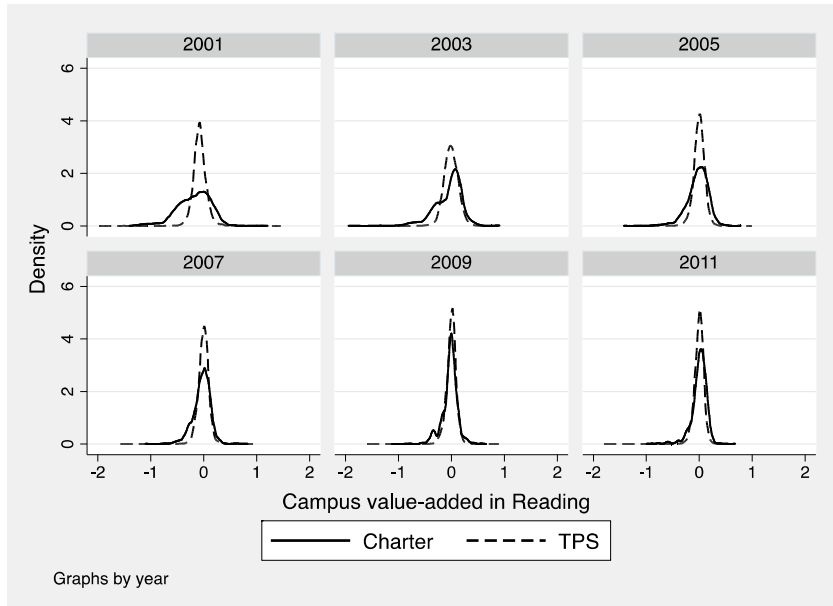 2001 2003 2005
6
4
2
0
2007 2009 2011
6
4
2
0
Density
-2 -1 0 1 2 -2 -1 0 1 2 -2 -1 0 1 2
Campus value-added in Reading
Charter TPS
Graphs by year